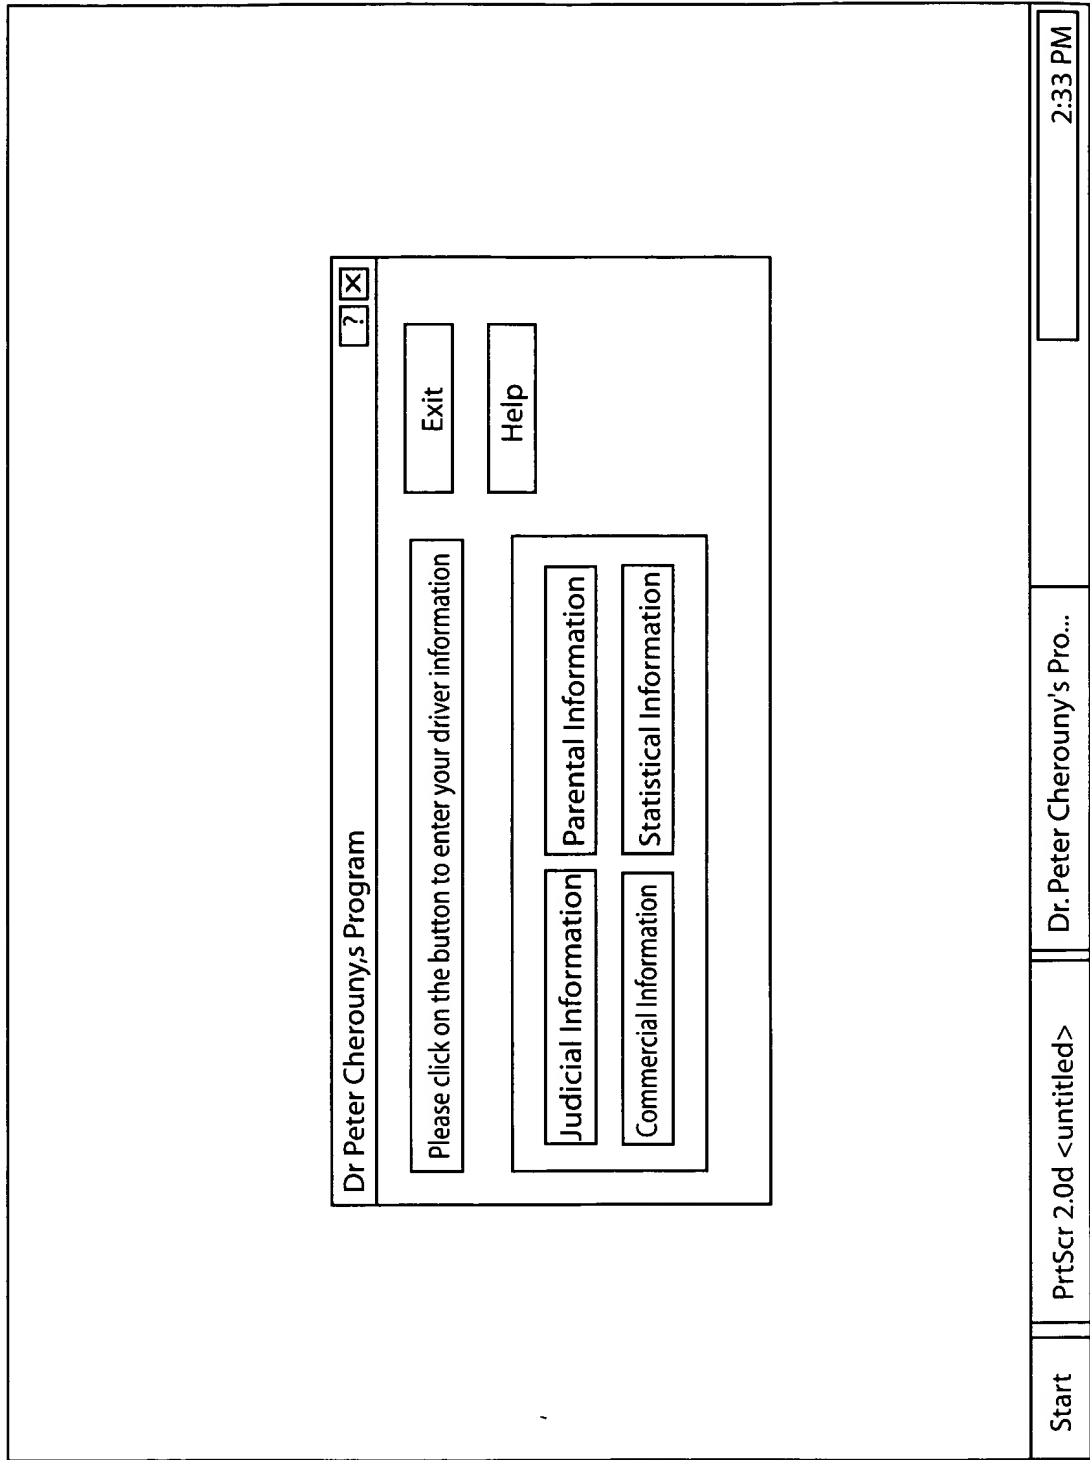 Dr Peter Cherouny,s Program
? X
Please click on the button to enter your driver information
Exit
Help
Judicial Information Parental Information
Commercial Information Statistical Information
Start PrtScr 2.0d <untitled> Dr. Peter Cherouny's Pro... 2:33 PM